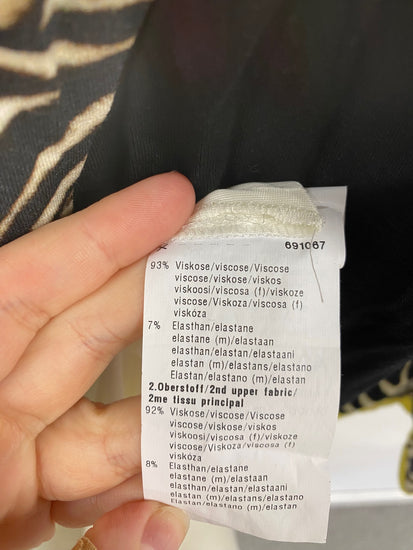 691067
93% Viskose/viscose/Viscose
viscose/viskose/viskos
viskoosi/viscosa (f)/viskoze
viscose/Viskoza/viscosa (f)
viskóza
7% Elasthan/elastane
elastane (m)/elastaan
elasthan/elastan/elastaani
elastan (m)/elastans/elastano
Elastan/elastano (m)/elastan
2.Oberstoff/2nd upper fabric/
2me tissu principal
92% Viskose/viscose/Viscose
viscose/viskose/viskos
viskoosi/viscosa (f)/viskoze
viscose/Viskoza/viscosa (f)
viskóza
8% Elasthan/elastane
elastane (m)/elastaan
elasthan/elastan/elastaani
elastan (m)/elastans/elastano
Elastan/elastano (m)/elastan